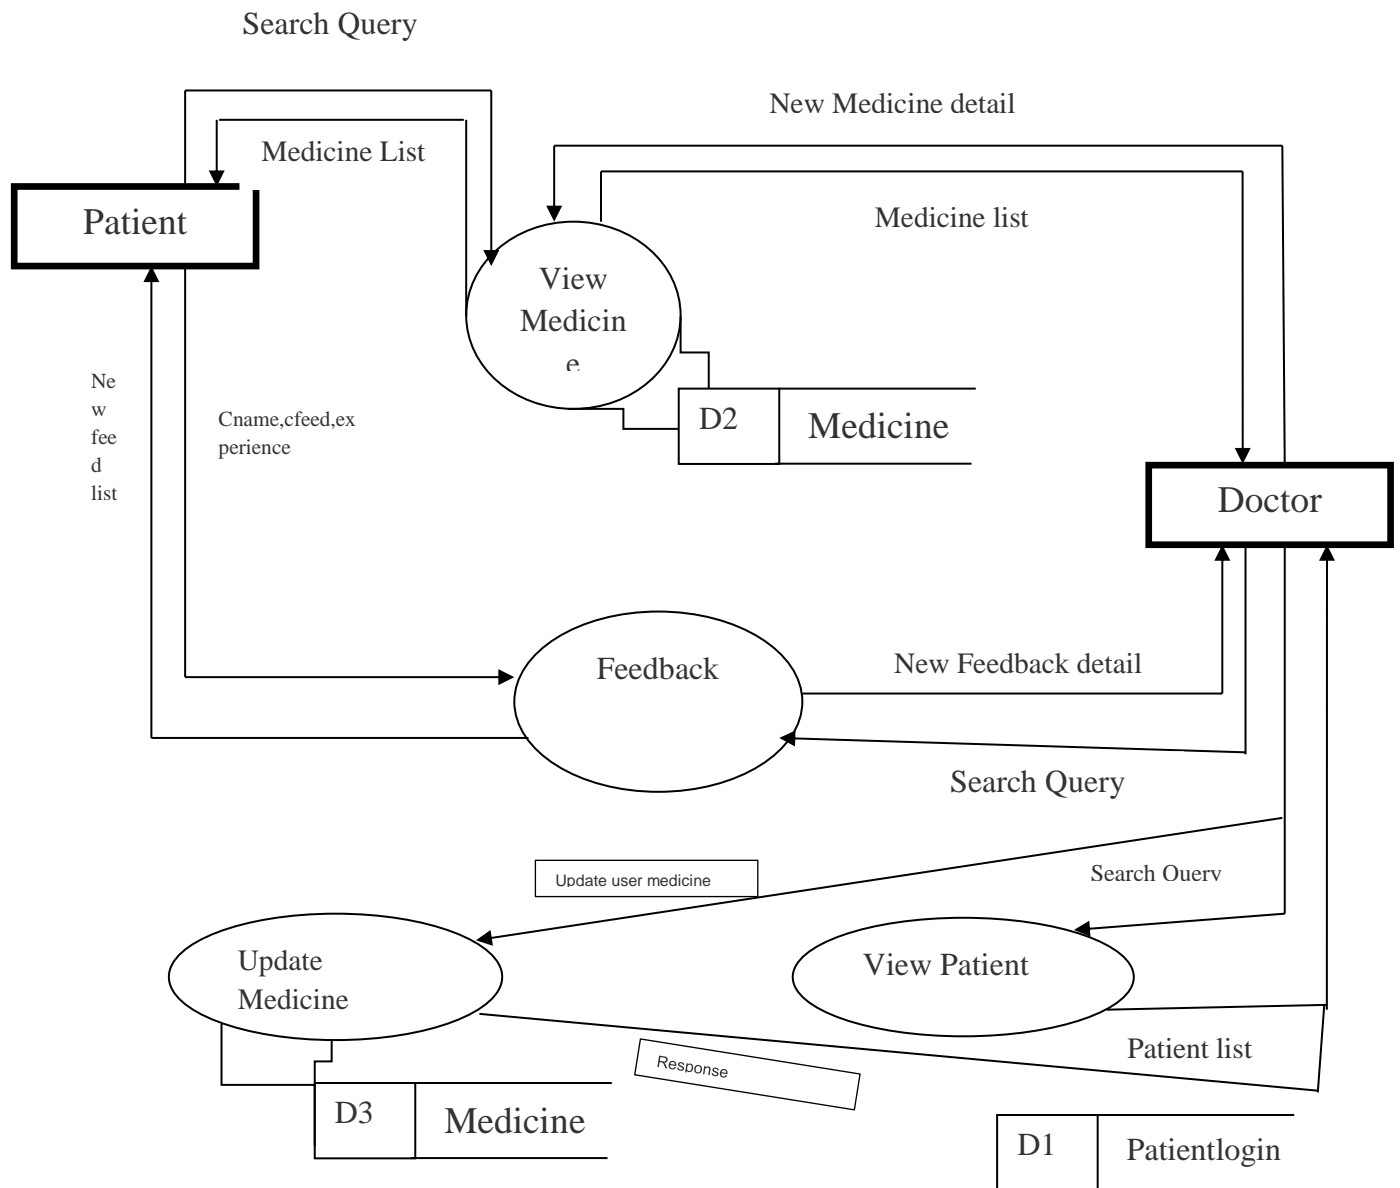 Search Query
New Medicine detail
Medicine List
Patient
Medicine list
View
Medicin
e
Ne
w
fee
d
list
Cname,cfeed,ex
perience
D2
Medicine
Doctor
Feedback
New Feedback detail
Search Query
Update user medicine
Search Query
Update
Medicine
View Patient
Response
Patient list
D3
Medicine
D1
Patientlogin